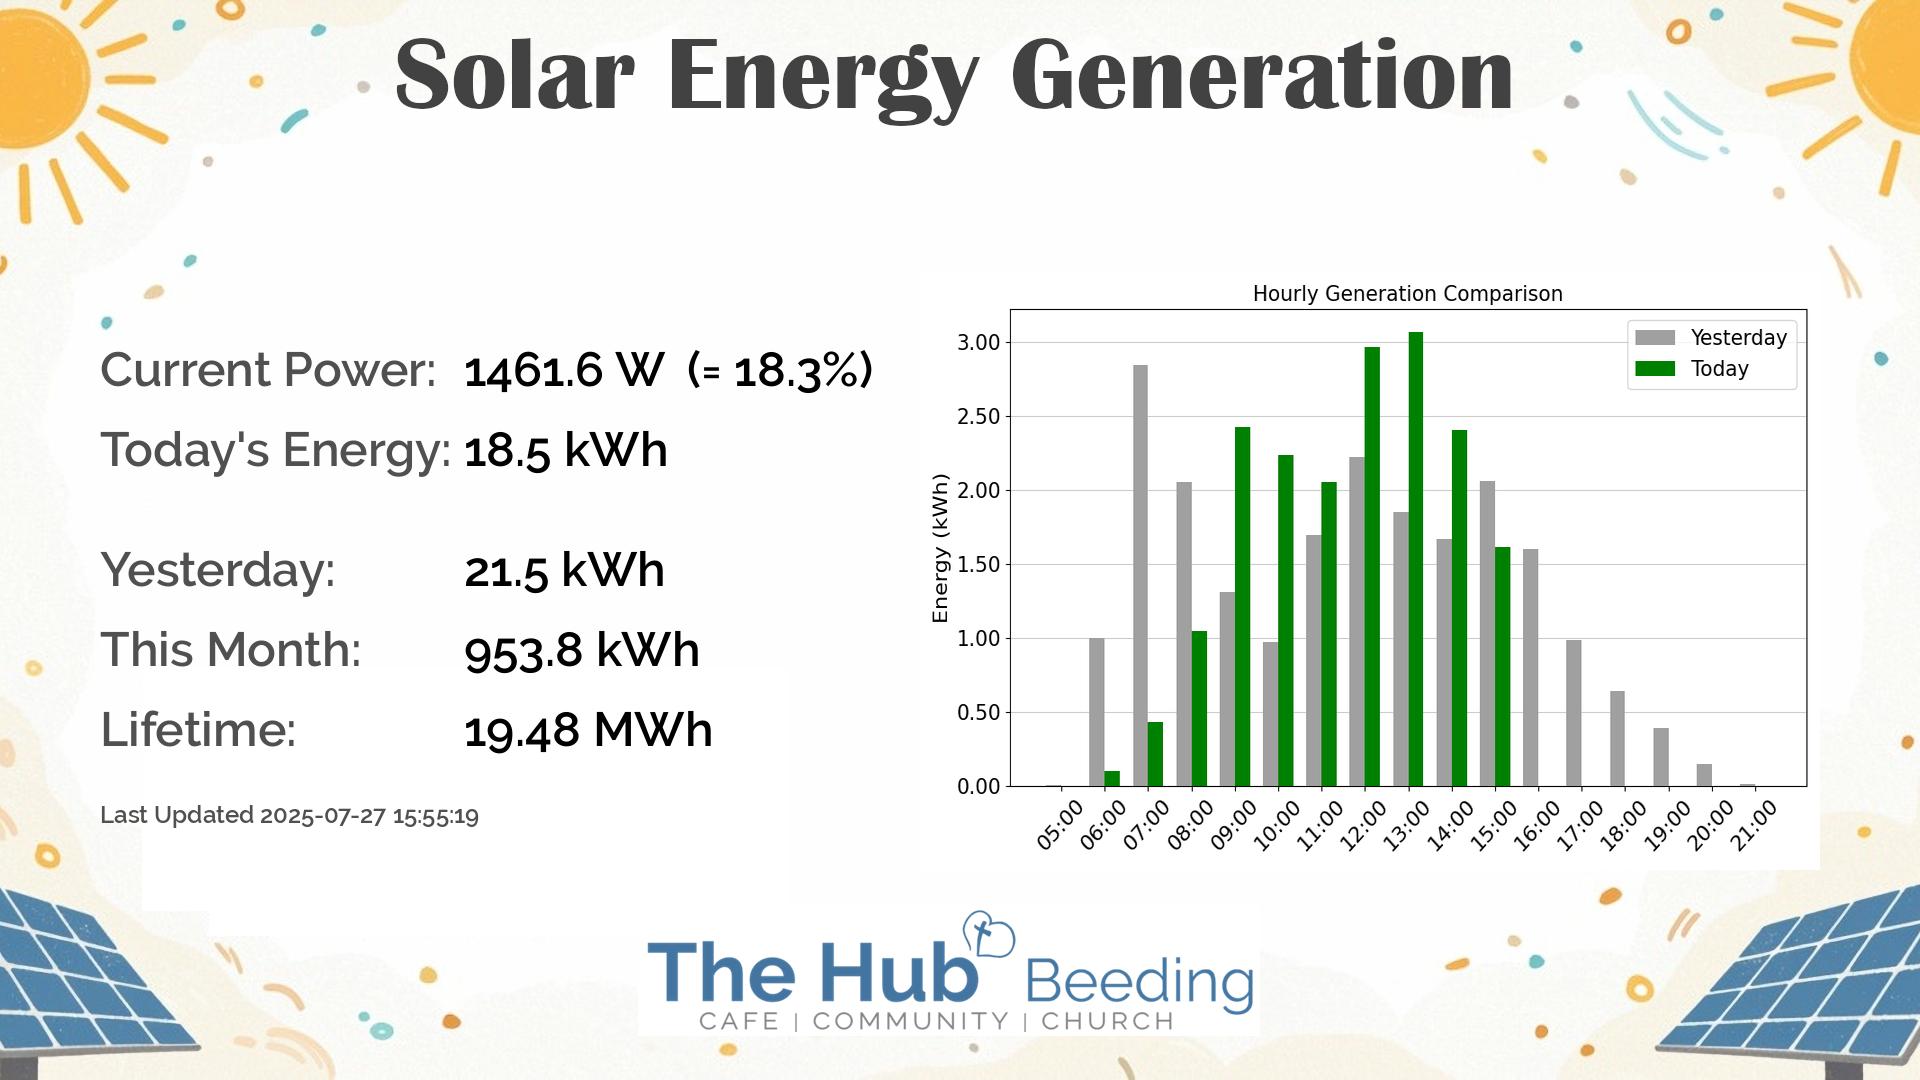 Solar Energy Generation
Current Power: 1461.6 W (= 18.3%)
Today's Energy: 18.5 kWh
Yesterday: 21.5 kWh
This Month: 953.8 kWh
Lifetime: 19.48 MWh
Last Updated 2025-07-27 15:55:19
Hourly Generation Comparison
Yesterday
Today
Energy (kWh)
3.00
2.50
2.00
1.50
1.00
0.50
0.00
05:00 06:00 07:00 08:00 09:00 10:00 11:00 12:00 13:00 14:00 15:00 16:00 17:00 18:00 19:00 20:00 21:00
The Hub Beeding
CAFE | COMMUNITY | CHURCH